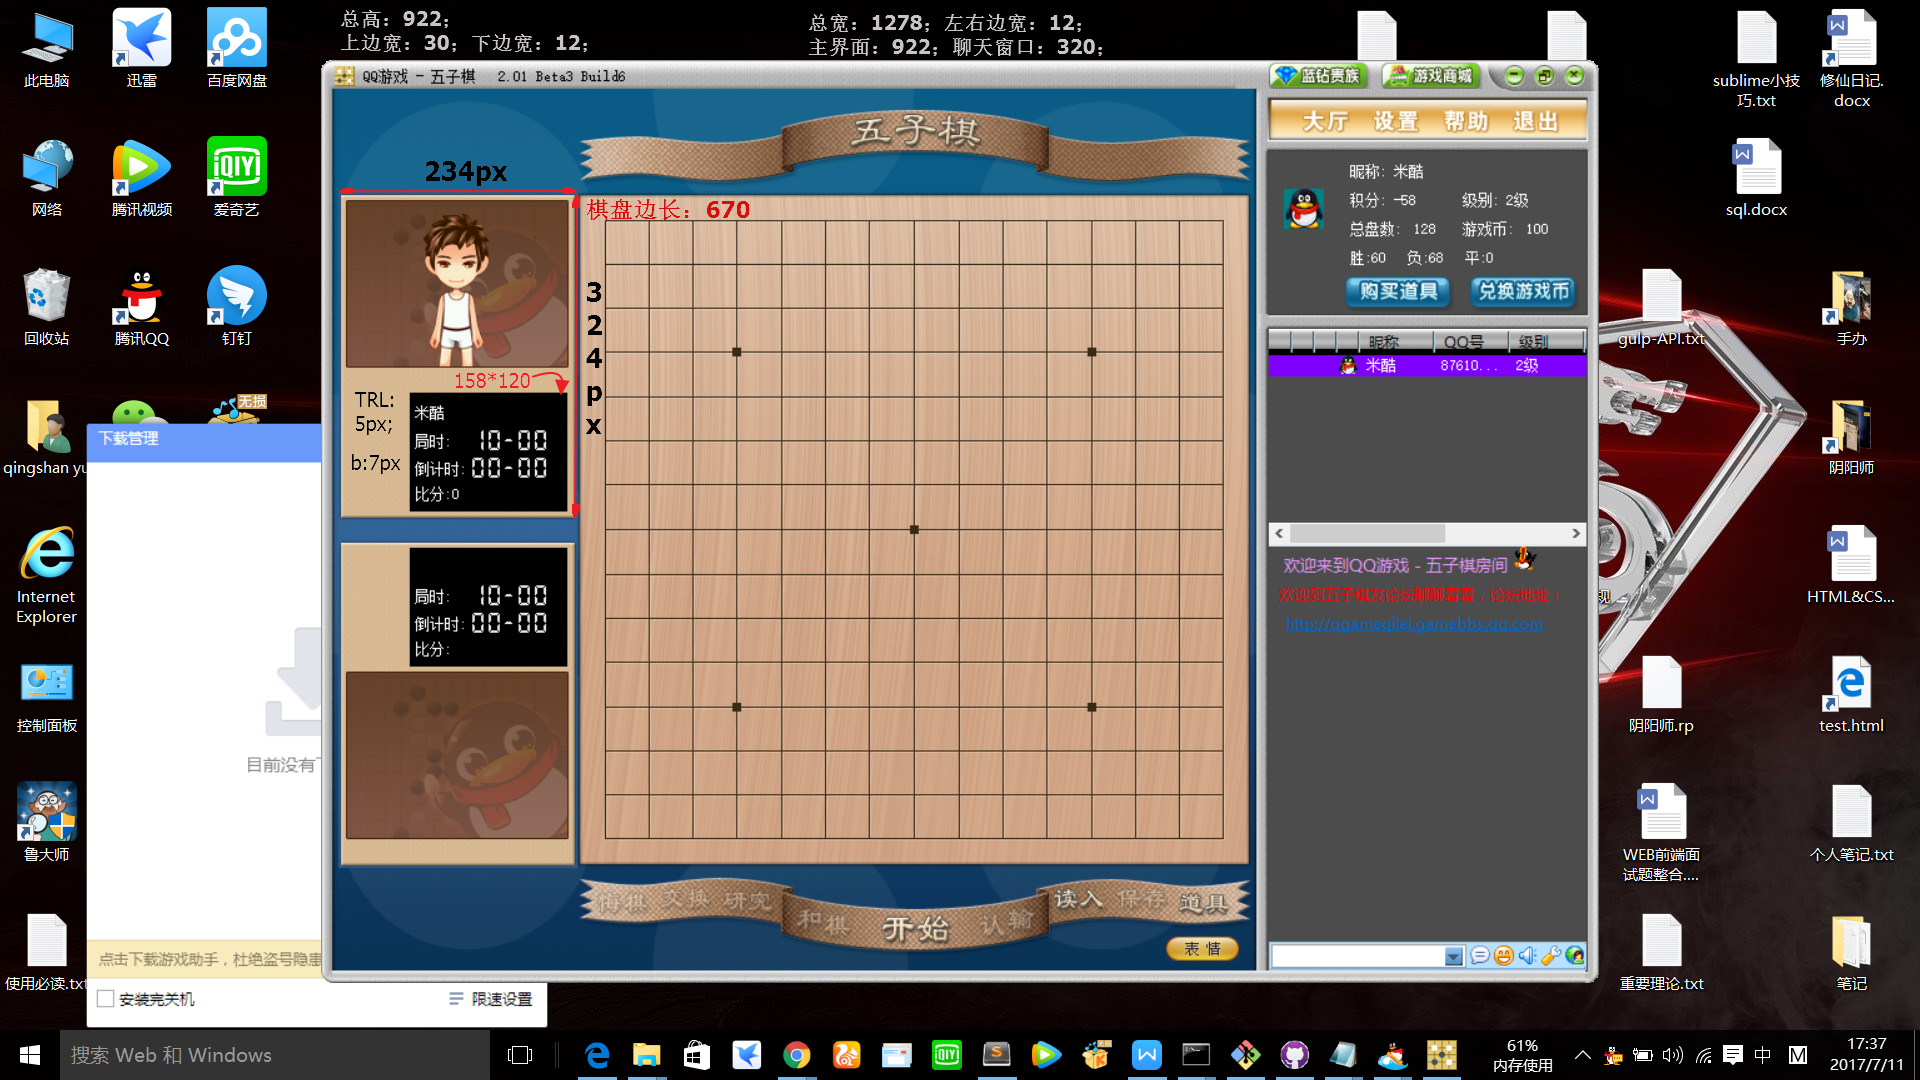 总高：922；
上边宽：30；下边宽：12；
总宽：1278；左右边宽：12；
主界面：922；聊天窗口：320；
此电脑
迅雷
百度网盘
网络
腾讯视频
iQIYI
爱奇艺
回收站
腾讯QQ
钉钉
无损
qingshan yu
Internet
Explorer
控制面板
鲁大师
使用必读.txt
下载管理
点击下载游戏助手，杜绝盗号隐患
安装完关机
限速设置
QQ游戏 - 五子棋 2.01 Beta3 Build6
蓝钻贵族
游戏商城
五子棋
234px
棋盘边长：670
3
2
4
p
x
158*120
TRL:
5px;
b:7px
米酷
局时: 10-00
倒计时: 00-00
比分:0
局时: 10-00
倒计时: 00-00
比分:
悔棋 交换 研究
和棋 开始 认输
读入 保存 道具
表 情
大厅 设置 帮助 退出
昵称: 米酷
积分: -58 级别: 2级
总盘数: 128 游戏币: 100
胜:60 负:68 平:0
购买道具 兑换游戏币
昵称 QQ号 级别
米酷 87610... 2级
欢迎来到QQ游戏 - 五子棋房间
欢迎到五子棋友论坛聊聊看看，论坛地址：
http://qgameqilei.gamebbs.qq.com
sublime小技
巧.txt
修仙日记.
docx
sql.docx
gulp-API.txt
手办
阴阳师
HTML&CS...
阴阳师.rp
test.html
WEB前端面
试题整合....
个人笔记.txt
重要理论.txt
笔记
搜索 Web 和 Windows
61%
内存使用
中
M
17:37
2017/7/11